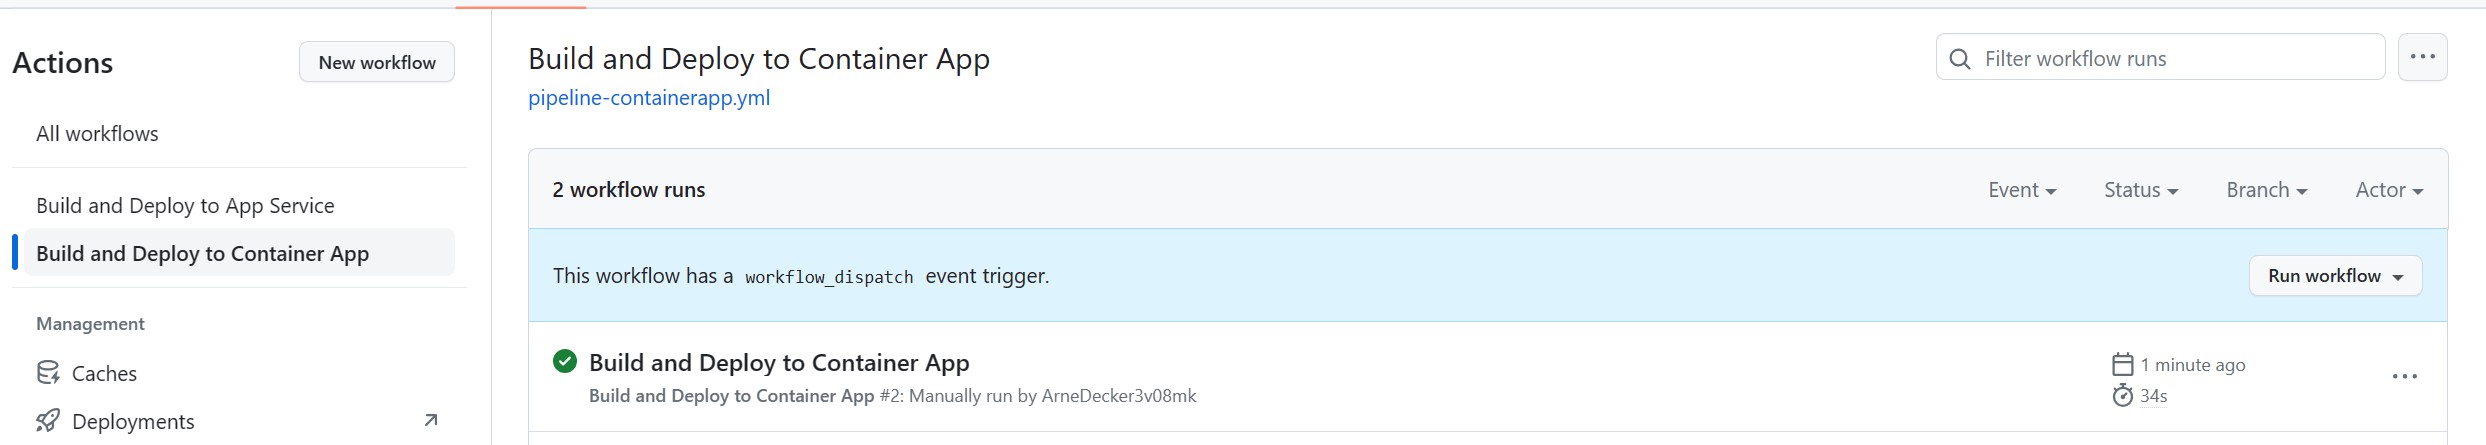 Actions
New workflow
All workflows
Build and Deploy to App Service
Build and Deploy to Container App
Management
Caches
Deployments
Build and Deploy to Container App
pipeline-containerapp.yml
Filter workflow runs
2 workflow runs
Event
Status
Branch
Actor
This workflow has a workflow_dispatch event trigger.
Run workflow
Build and Deploy to Container App
Build and Deploy to Container App #2: Manually run by ArneDecker3v08mk
1 minute ago
34s